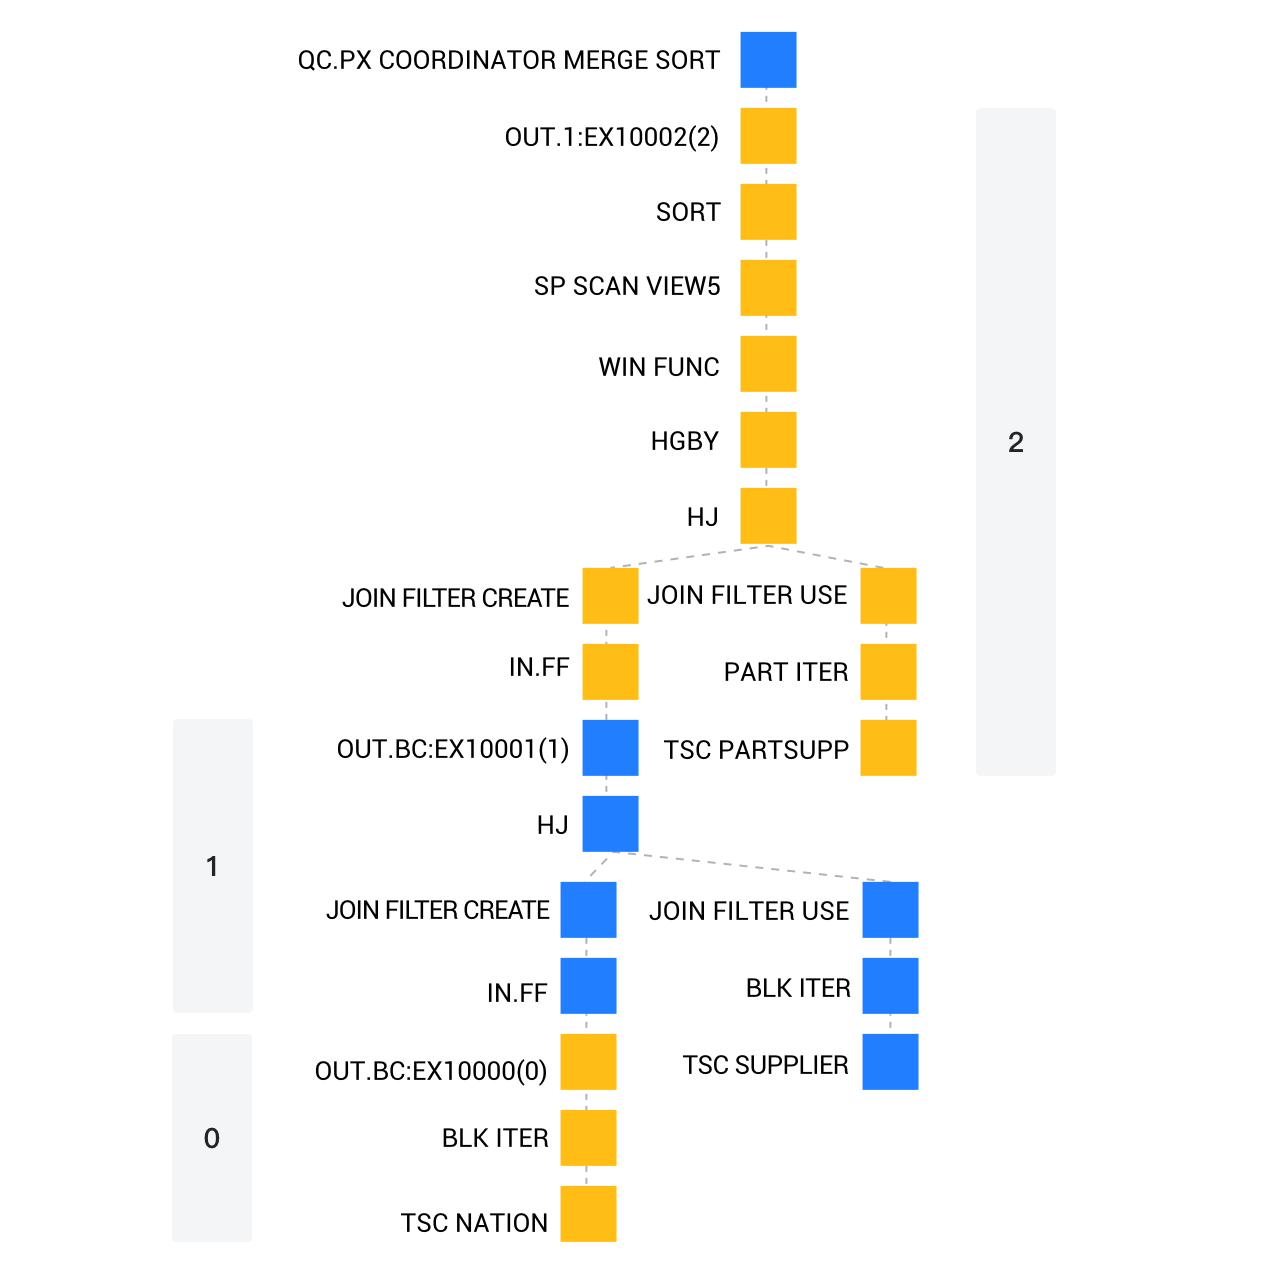 QC.PX COORDINATOR MERGE SORT
OUT.1:EX10002(2)
SORT
SP SCAN VIEW5
WIN FUNC
HGBY
2
HJ
JOIN FILTER CREATE
JOIN FILTER USE
IN.FF
PART ITER
OUT.BC:EX10001(1)
TSC PARTSUPP
HJ
1
JOIN FILTER CREATE
JOIN FILTER USE
IN.FF
BLK ITER
OUT.BC:EX10000(0)
TSC SUPPLIER
0
BLK ITER
TSC NATION